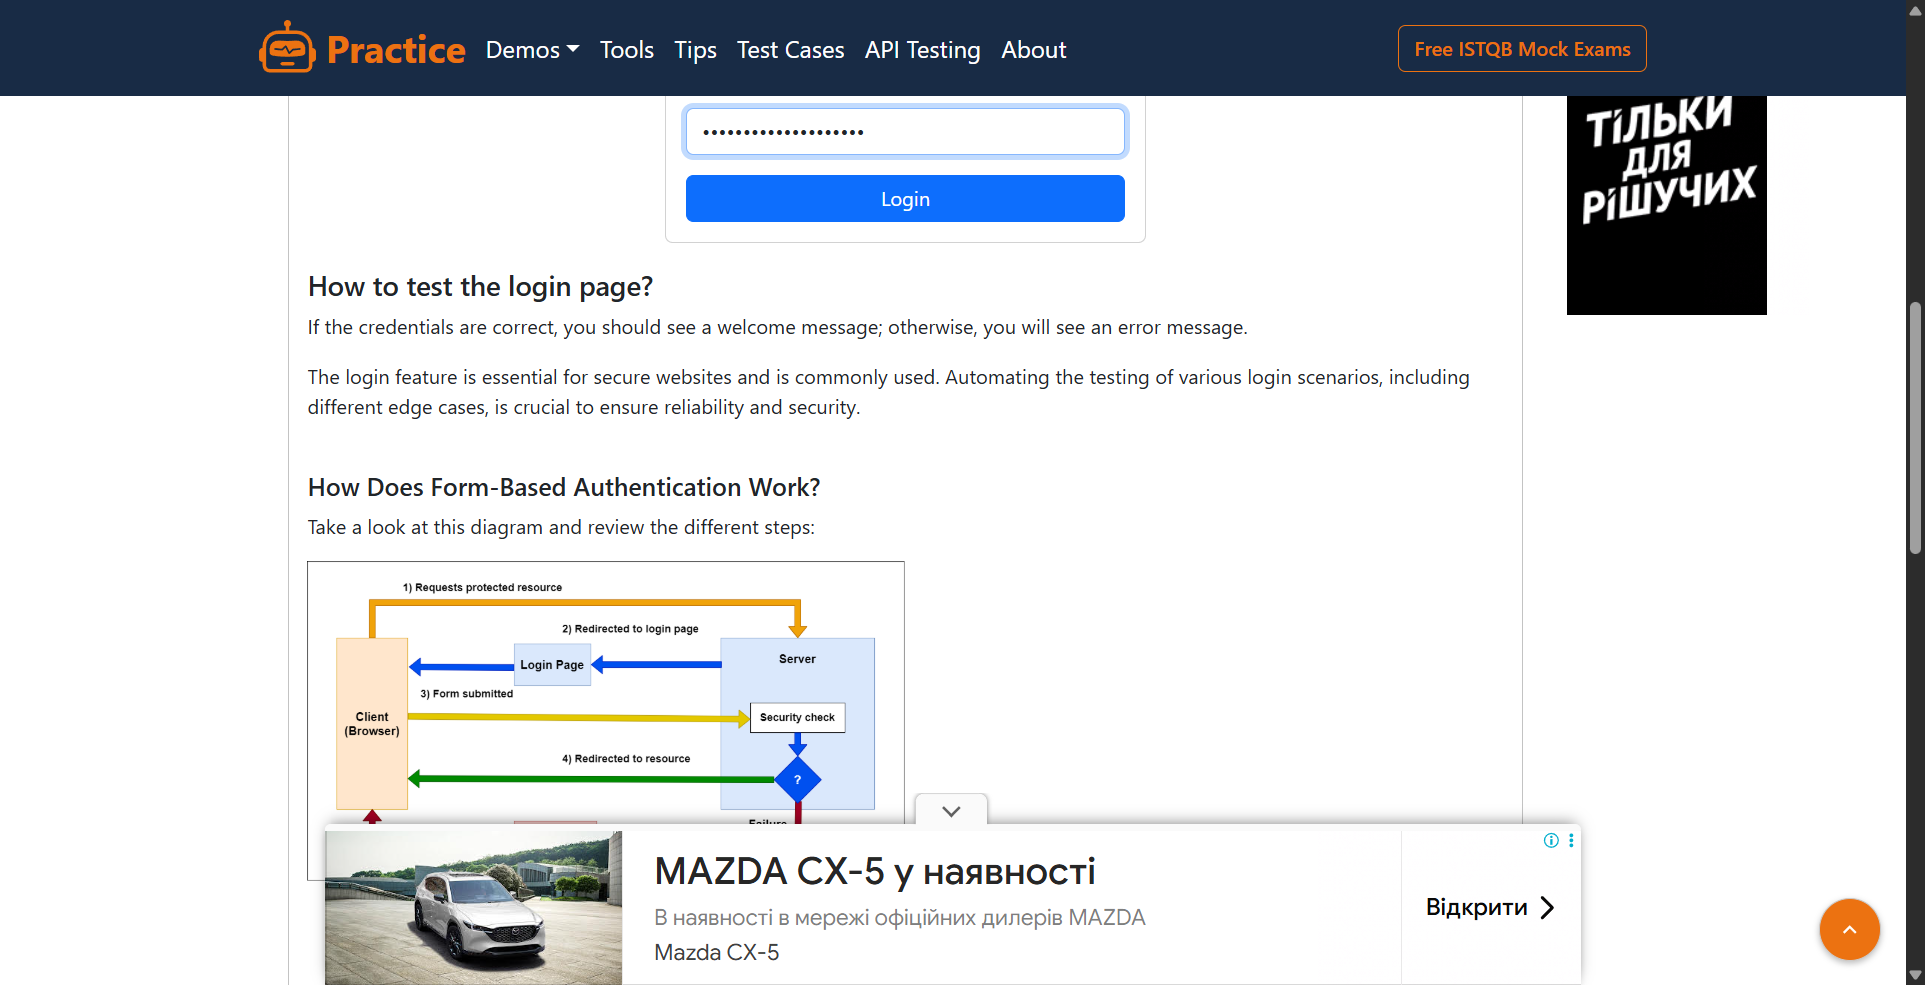 Practice Demos Tools Tips Test Cases API Testing About Free ISTQB Mock Exams
••••••••••••••••••••
Login
ТІЛЬКИ
ДЛЯ
РІШУЧИХ
How to test the login page?
If the credentials are correct, you should see a welcome message; otherwise, you will see an error message.
The login feature is essential for secure websites and is commonly used. Automating the testing of various login scenarios, including
different edge cases, is crucial to ensure reliability and security.
How Does Form-Based Authentication Work?
Take a look at this diagram and review the different steps:
1) Requests protected resource
2) Redirected to login page
Server
Login Page
3) Form submitted
Client
(Browser)
Security check
4) Redirected to resource
?
Failure
MAZDA CX-5 у наявності
В наявності в мережі офіційних дилерів MAZDA
Mazda CX-5
Відкрити